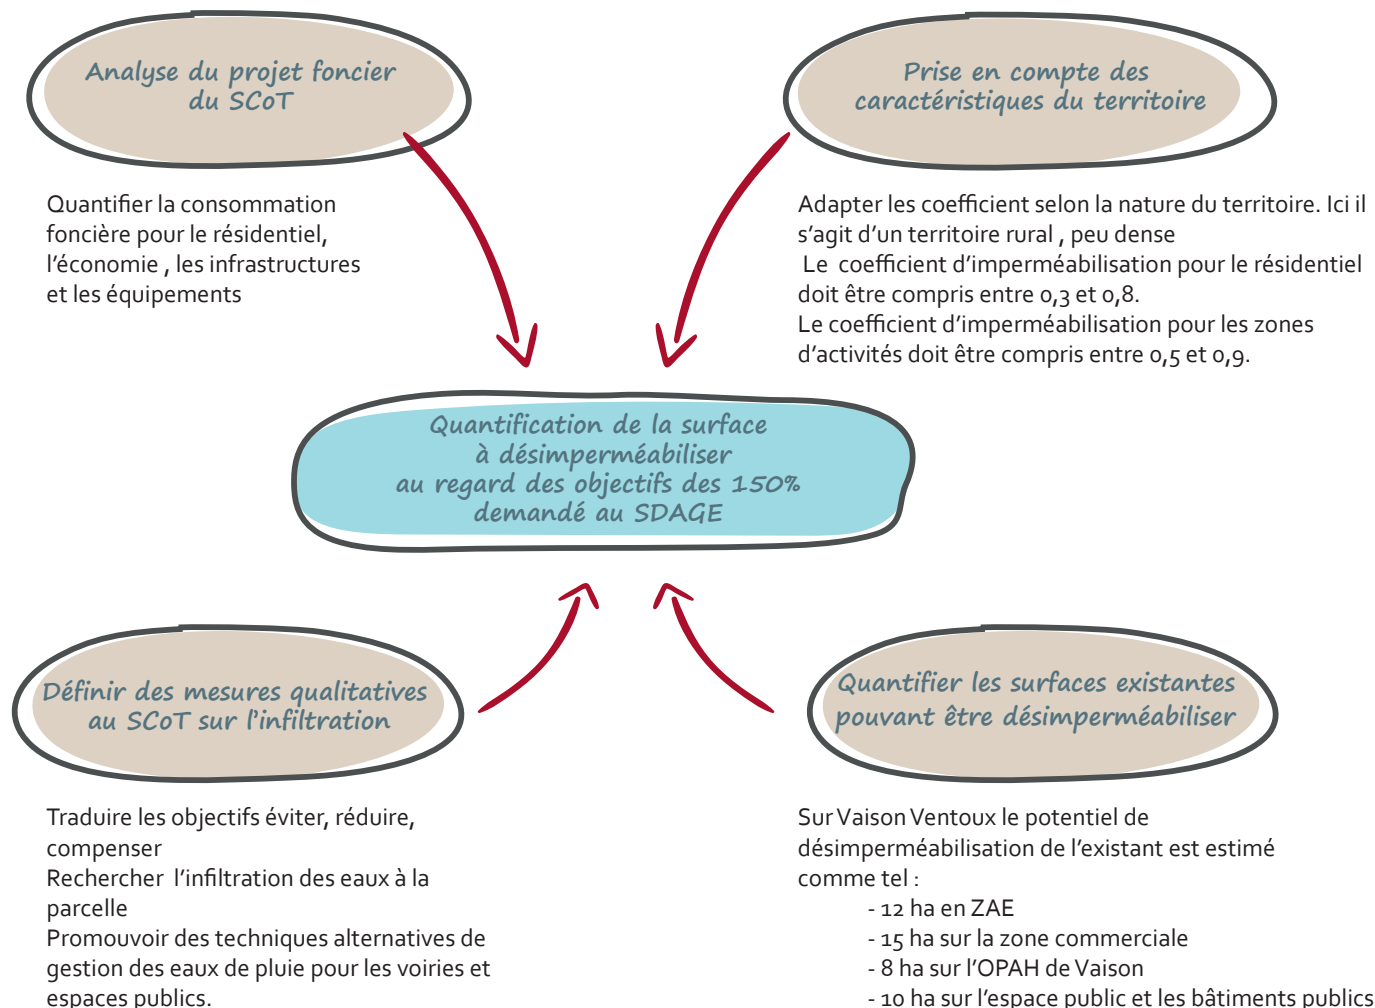 Analyse du projet foncier
du SCoT
Quantifier la consommation
foncière pour le résidentiel,
l'économie , les infrastructures
et les équipements
Prise en compte des
caractéristiques du territoire
Adapter les coefficient selon la nature du territoire. Ici il
s'agit d'un territoire rural , peu dense
Le coefficient d'imperméabilisation pour le résidentiel
doit être compris entre 0,3 et 0,8.
Le coefficient d'imperméabilisation pour les zones
d'activités doit être compris entre 0,5 et 0,9.
Quantification de la surface
à désimperméabiliser
au regard des objectifs des 150%
demandé au SDAGE
Définir des mesures qualitatives
au SCoT sur l'infiltration
Traduire les objectifs éviter, réduire,
compenser
Rechercher l'infiltration des eaux à la
parcelle
Promouvoir des techniques alternatives de
gestion des eaux de pluie pour les voiries et
espaces publics.
Quantifier les surfaces existantes
pouvant être désimperméabiliser
Sur Vaison Ventoux le potentiel de
désimperméabilisation de l'existant est estimé
comme tel :
- 12 ha en ZAE
- 15 ha sur la zone commerciale
- 8 ha sur l'OPAH de Vaison
- 10 ha sur l'espace public et les bâtiments publics